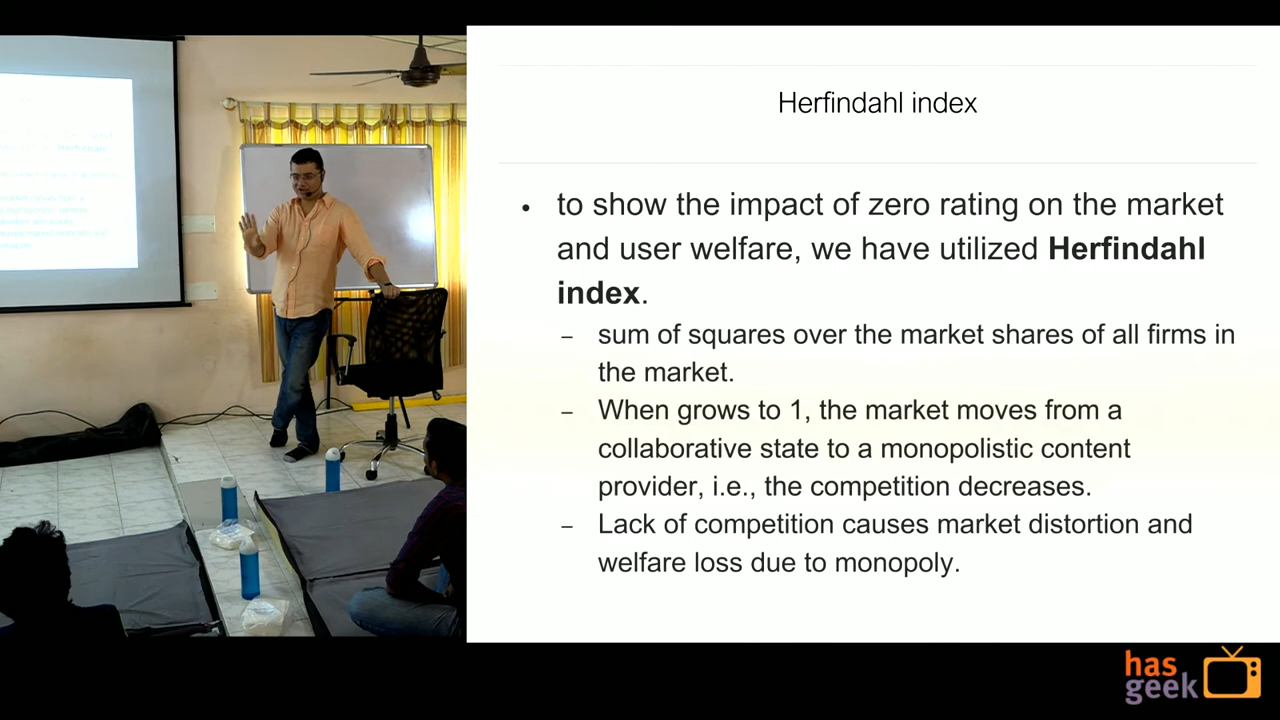 Herfindahl index
• to show the impact of zero rating on the market
and user welfare, we have utilized Herfindahl
index.
– sum of squares over the market shares of all firms in
the market.
– When grows to 1, the market moves from a
collaborative state to a monopolistic content
provider, i.e., the competition decreases.
– Lack of competition causes market distortion and
welfare loss due to monopoly.
has
geek